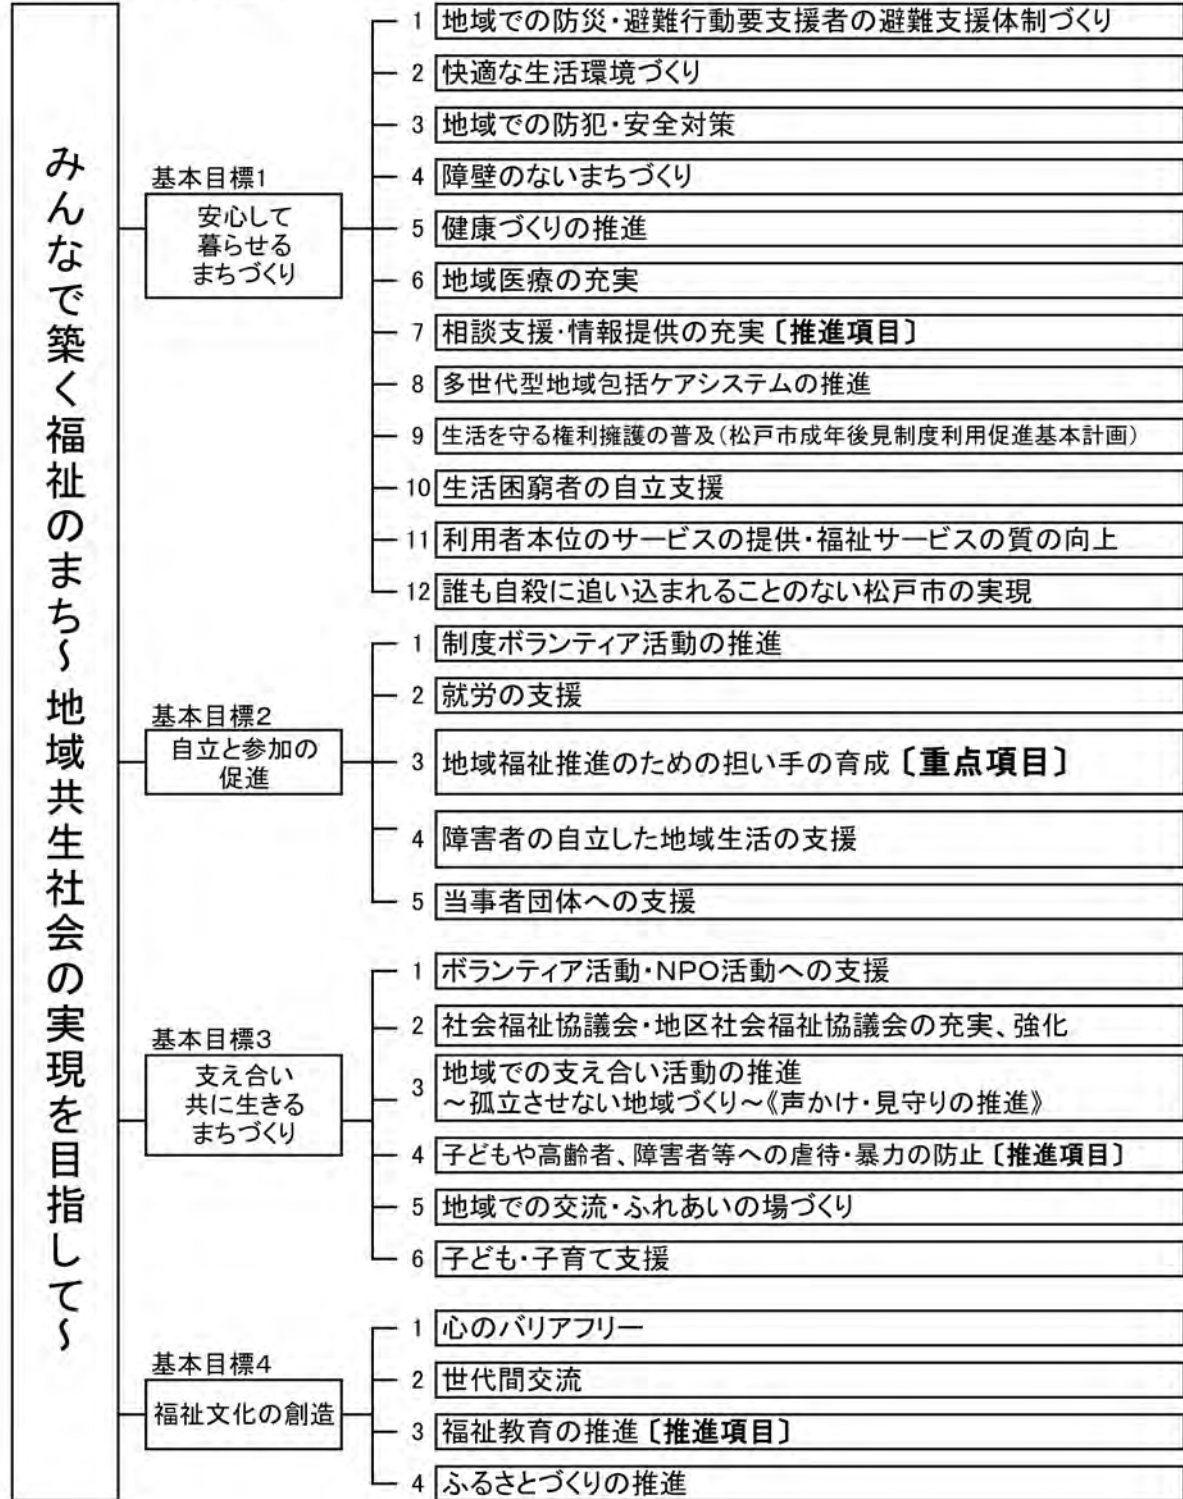 みんなで築く福祉のまち～地域共生社会の実現を目指して～
基本目標1
安心して
暮らせる
まちづくり
1 地域での防災・避難行動要支援者の避難支援体制づくり
2 快適な生活環境づくり
3 地域での防犯・安全対策
4 障壁のないまちづくり
5 健康づくりの推進
6 地域医療の充実
7 相談支援・情報提供の充実〔推進項目〕
8 多世代型地域包括ケアシステムの推進
9 生活を守る権利擁護の普及(松戸市成年後見制度利用促進基本計画)
10 生活困窮者の自立支援
11 利用者本位のサービスの提供・福祉サービスの質の向上
12 誰も自殺に追い込まれることのない松戸市の実現
基本目標2
自立と参加の
促進
1 制度ボランティア活動の推進
2 就労の支援
3 地域福祉推進のための担い手の育成〔重点項目〕
4 障害者の自立した地域生活の支援
5 当事者団体への支援
基本目標3
支え合い
共に生きる
まちづくり
1 ボランティア活動・NPO活動への支援
2 社会福祉協議会・地区社会福祉協議会の充実、強化
3 地域での支え合い活動の推進
～孤立させない地域づくり～《声かけ・見守りの推進》
4 子どもや高齢者、障害者等への虐待・暴力の防止〔推進項目〕
5 地域での交流・ふれあいの場づくり
6 子ども・子育て支援
基本目標4
福祉文化の創造
1 心のバリアフリー
2 世代間交流
3 福祉教育の推進〔推進項目〕
4 ふるさとづくりの推進